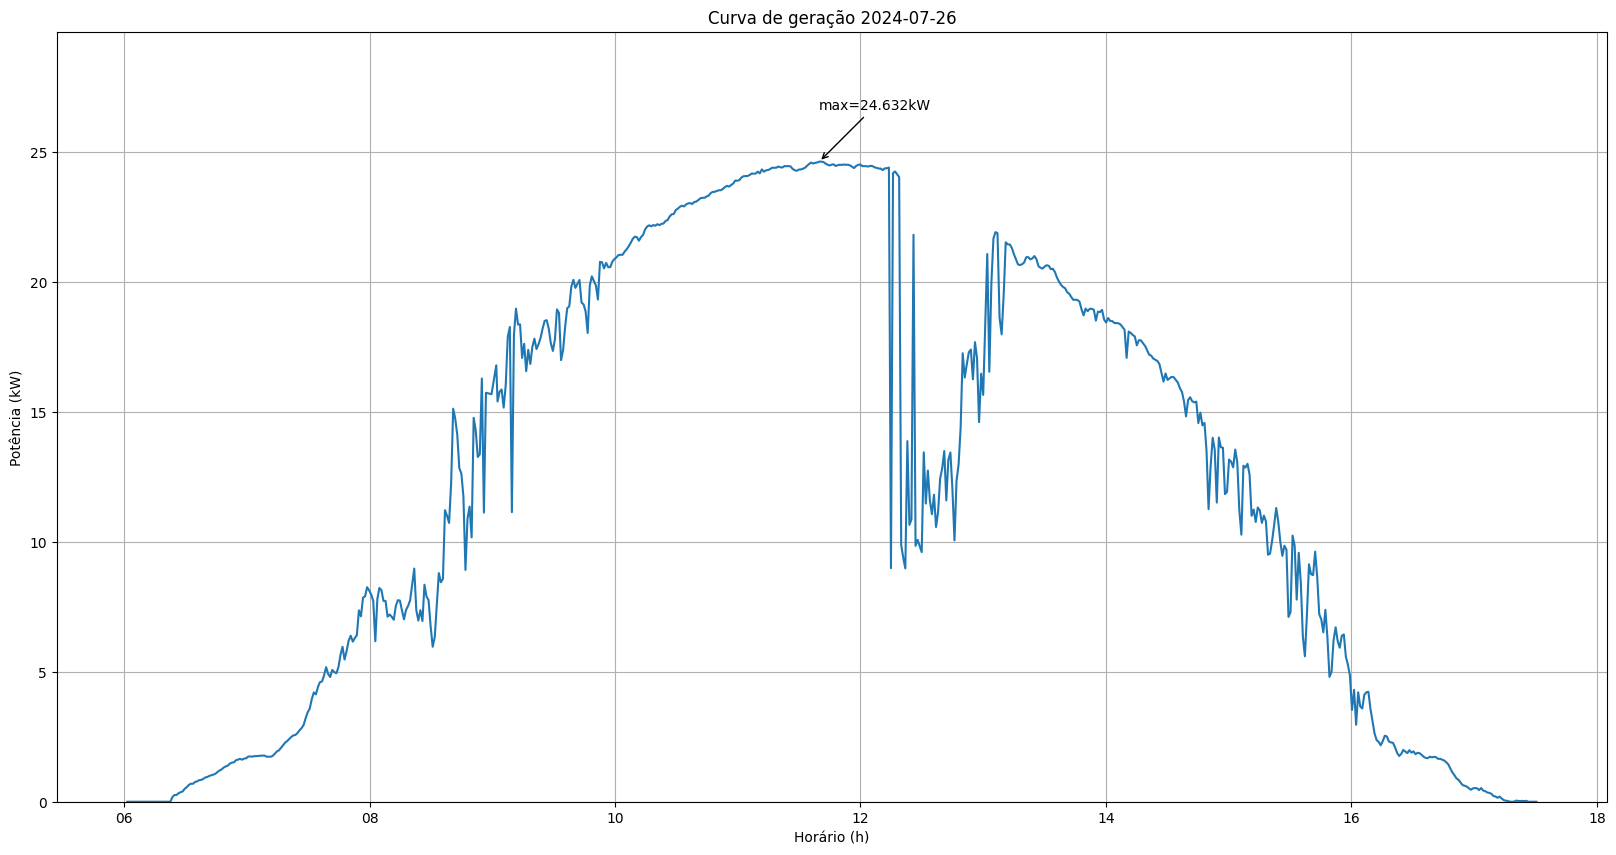 Curva de geração 2024-07-26
max=24.632kW
25
20
15
10
5
0
Potência (kW)
06 08 10 12 14 16 18
Horário (h)